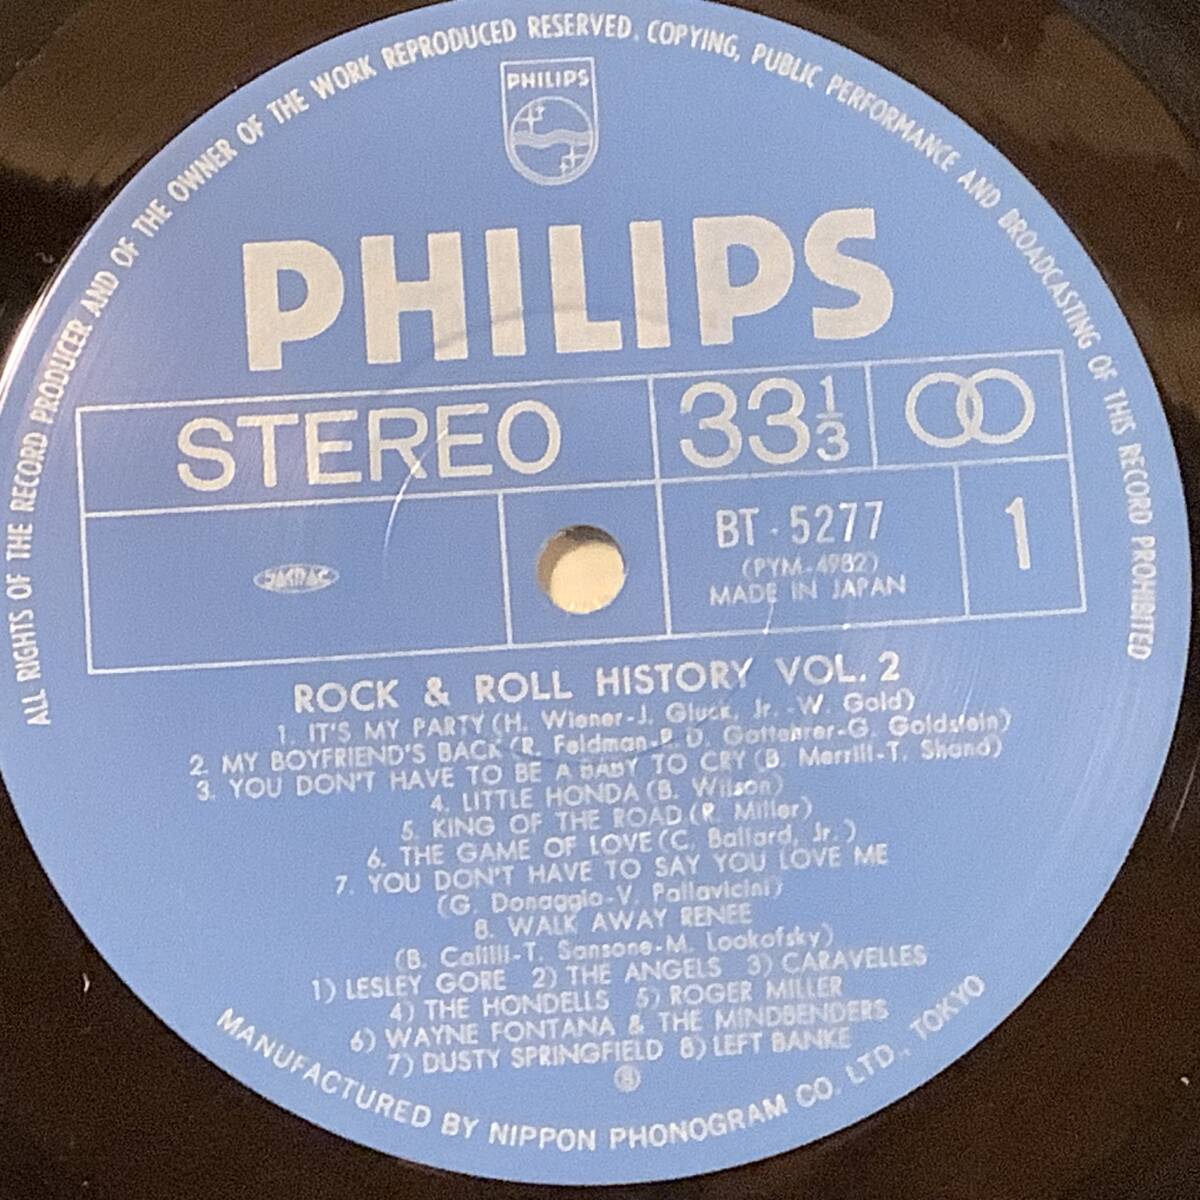 ALL RIGHTS OF THE RECORD PRODUCER AND OF THE OWNER OF THE WORK REPRODUCED RESERVED. COPYING, PUBLIC PERFORMANCE AND BROADCASTING OF THIS RECORD PROHIBITED
PHILIPS
PHILIPS
STEREO
33 1/3
BT-5277
(PYM-4982)
MADE IN JAPAN
1
ROCK & ROLL HISTORY VOL. 2
1. IT'S MY PARTY (H. Wiener-J. Gluck, Jr.-W. Gold)
2. MY BOYFRIEND'S BACK (R. Feldman- D. Gottehrer-G. Goldstein)
3. YOU DON'T HAVE TO BE A BABY TO CRY (B. Merrill-T. Shand)
4. LITTLE HONDA (B. Wilson)
5. KING OF THE ROAD (R. Miller)
6. THE GAME OF LOVE (C. Ballard, Jr.)
7. YOU DON'T HAVE TO SAY YOU LOVE ME
(G. Donaggio-V. Pallavicini)
8. WALK AWAY RENEE
(B. Calilli-T. Sansone-M. Lookofsky)
1) LESLEY GORE 2) THE ANGELS 3) CARAVELLES
4) THE HONDELLS 5) ROGER MILLER
6) WAYNE FONTANA & THE MINDBENDERS
7) DUSTY SPRINGFIELD 8) LEFT BANKE
MANUFACTURED BY NIPPON PHONOGRAM CO. LTD., TOKYO